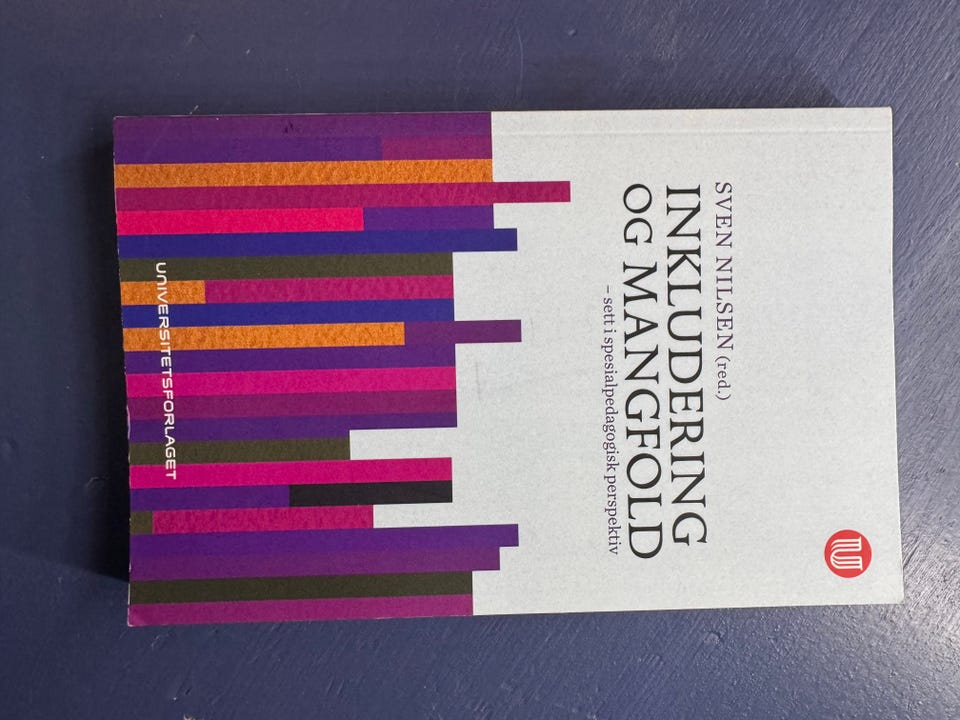 SVEN NILSEN (red.)
INKLUDERING
OG MANGFOLD
– sett i spesialpedagogisk perspektiv
UNIVERSITETSFORLAGET